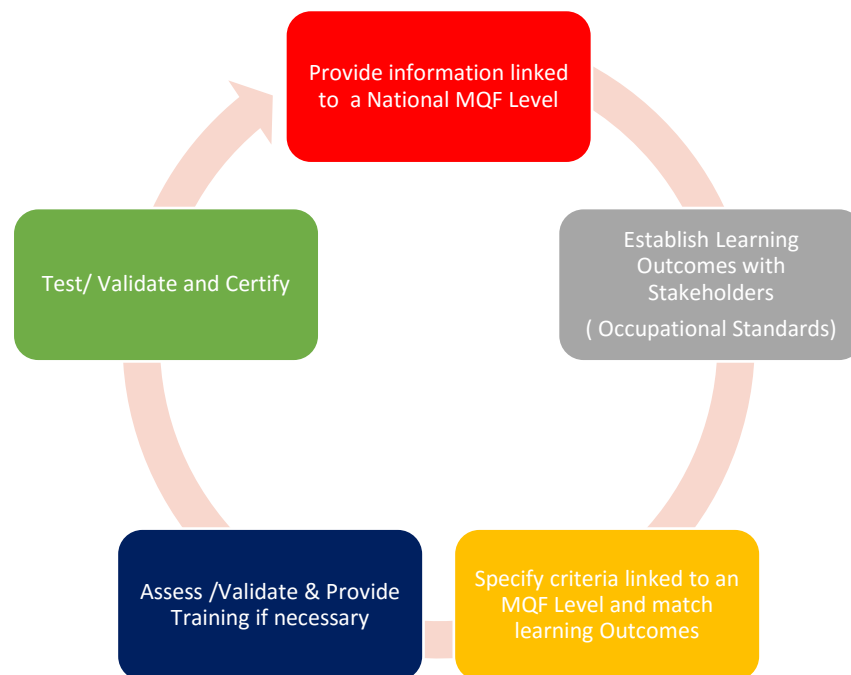 Provide information linked
to a National MQF Level
Establish Learning
Outcomes with
Stakeholders
( Occupational Standards)
Specify criteria linked to an
MQF Level and match
learning Outcomes
Assess /Validate & Provide
Training if necessary
Test/ Validate and Certify